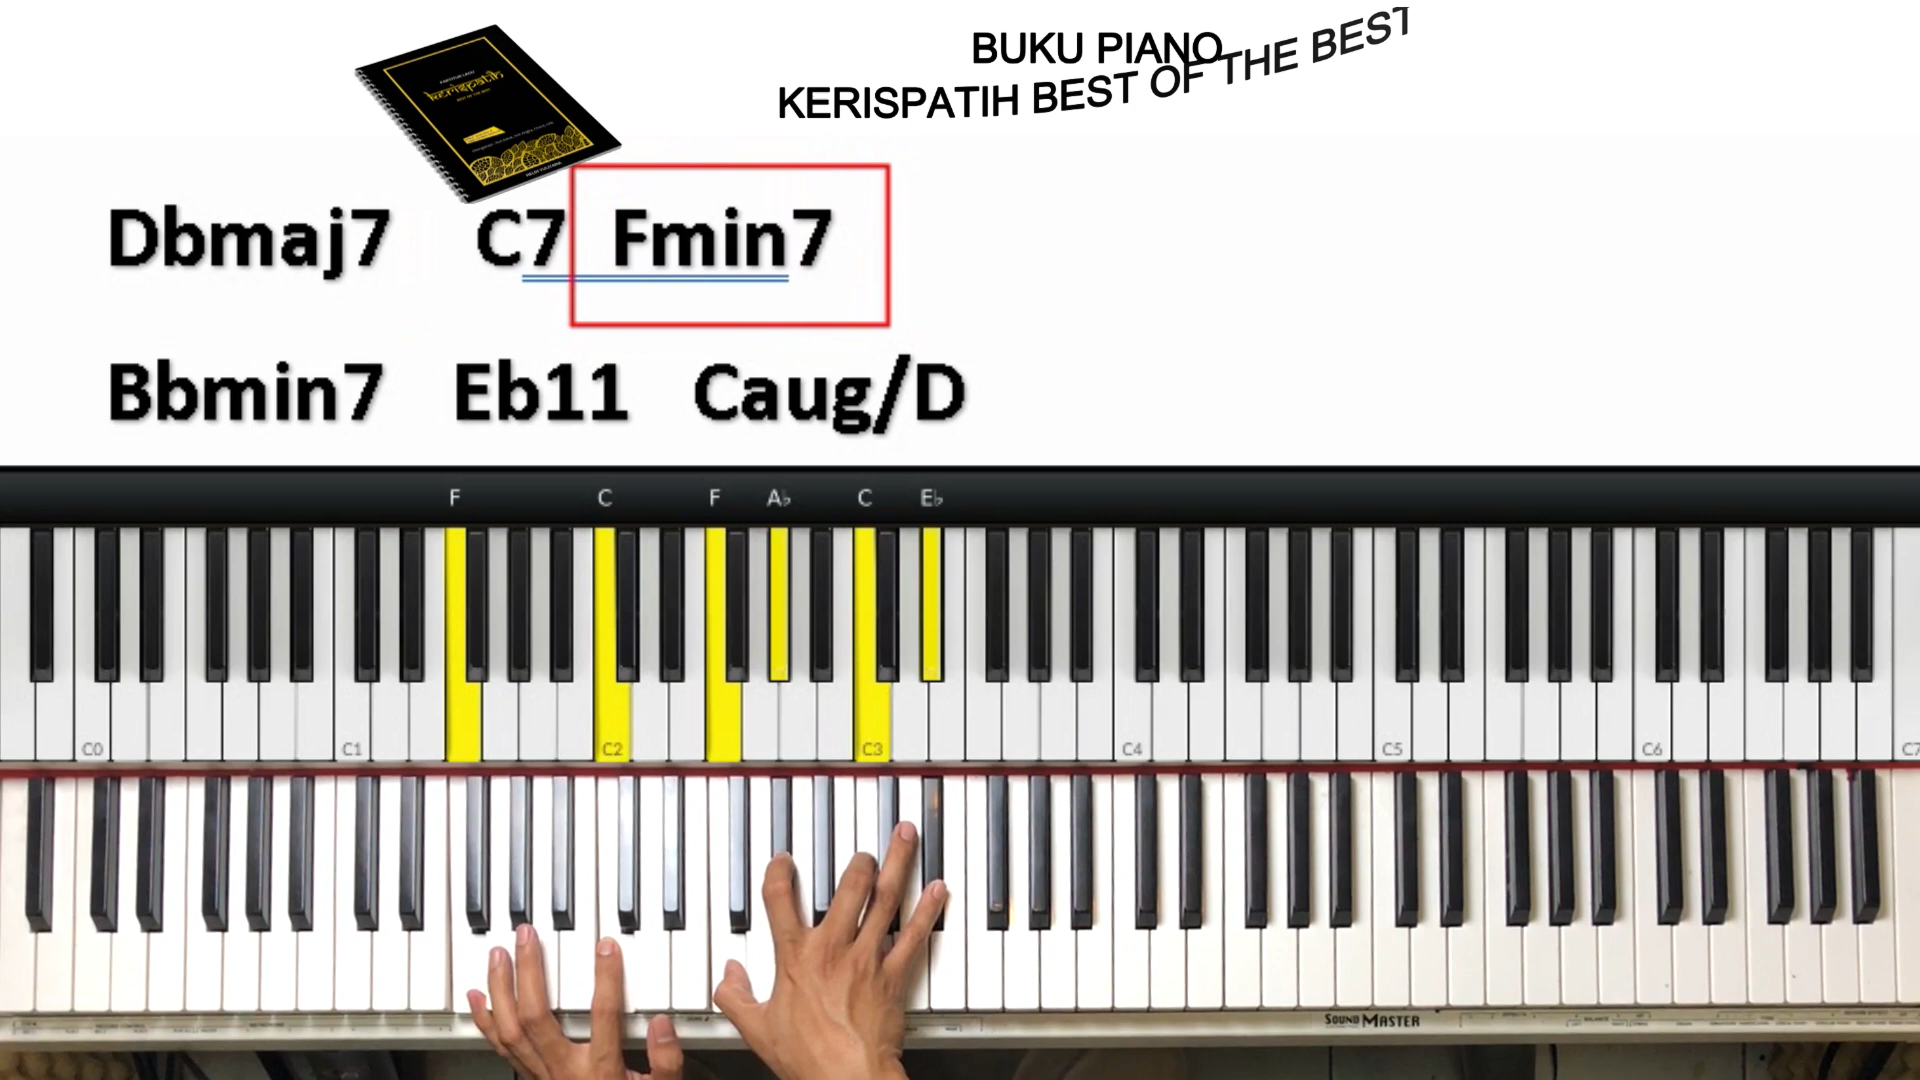 BUKU PIANO
KERISPATIH BEST OF THE BEST
kerispatih
Dbmaj7 C7 Fmin7
Bbmin7 Eb11 Caug/D
F C F A♭ C E♭
C0 C1 C2 C3 C4 C5 C6 C7
SOUND MASTER